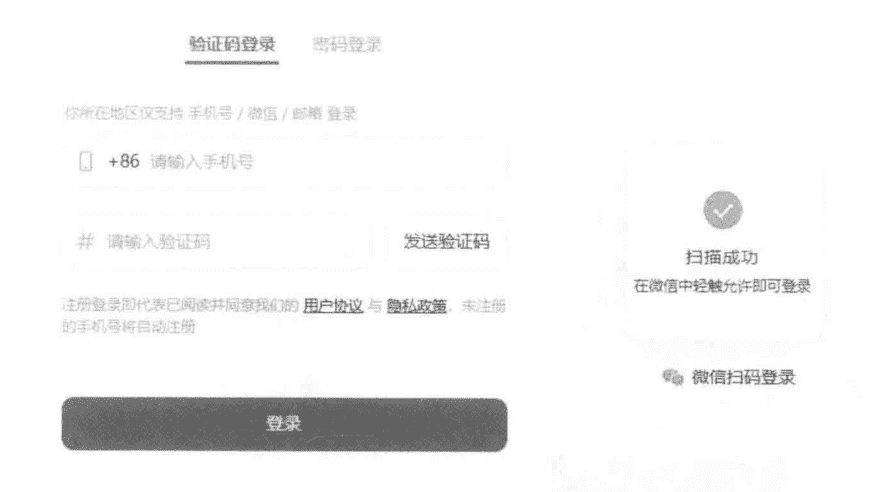 验证码登录 密码登录
你所在地区仅支持 手机号 / 微信 / 邮箱 登录
+86 请输入手机号
# 请输入验证码 发送验证码
注册登录即代表已阅读并同意我们的 用户协议 与 隐私政策，未注册
的手机号将自动注册
登录
扫描成功
在微信中轻触允许即可登录
微信扫码登录